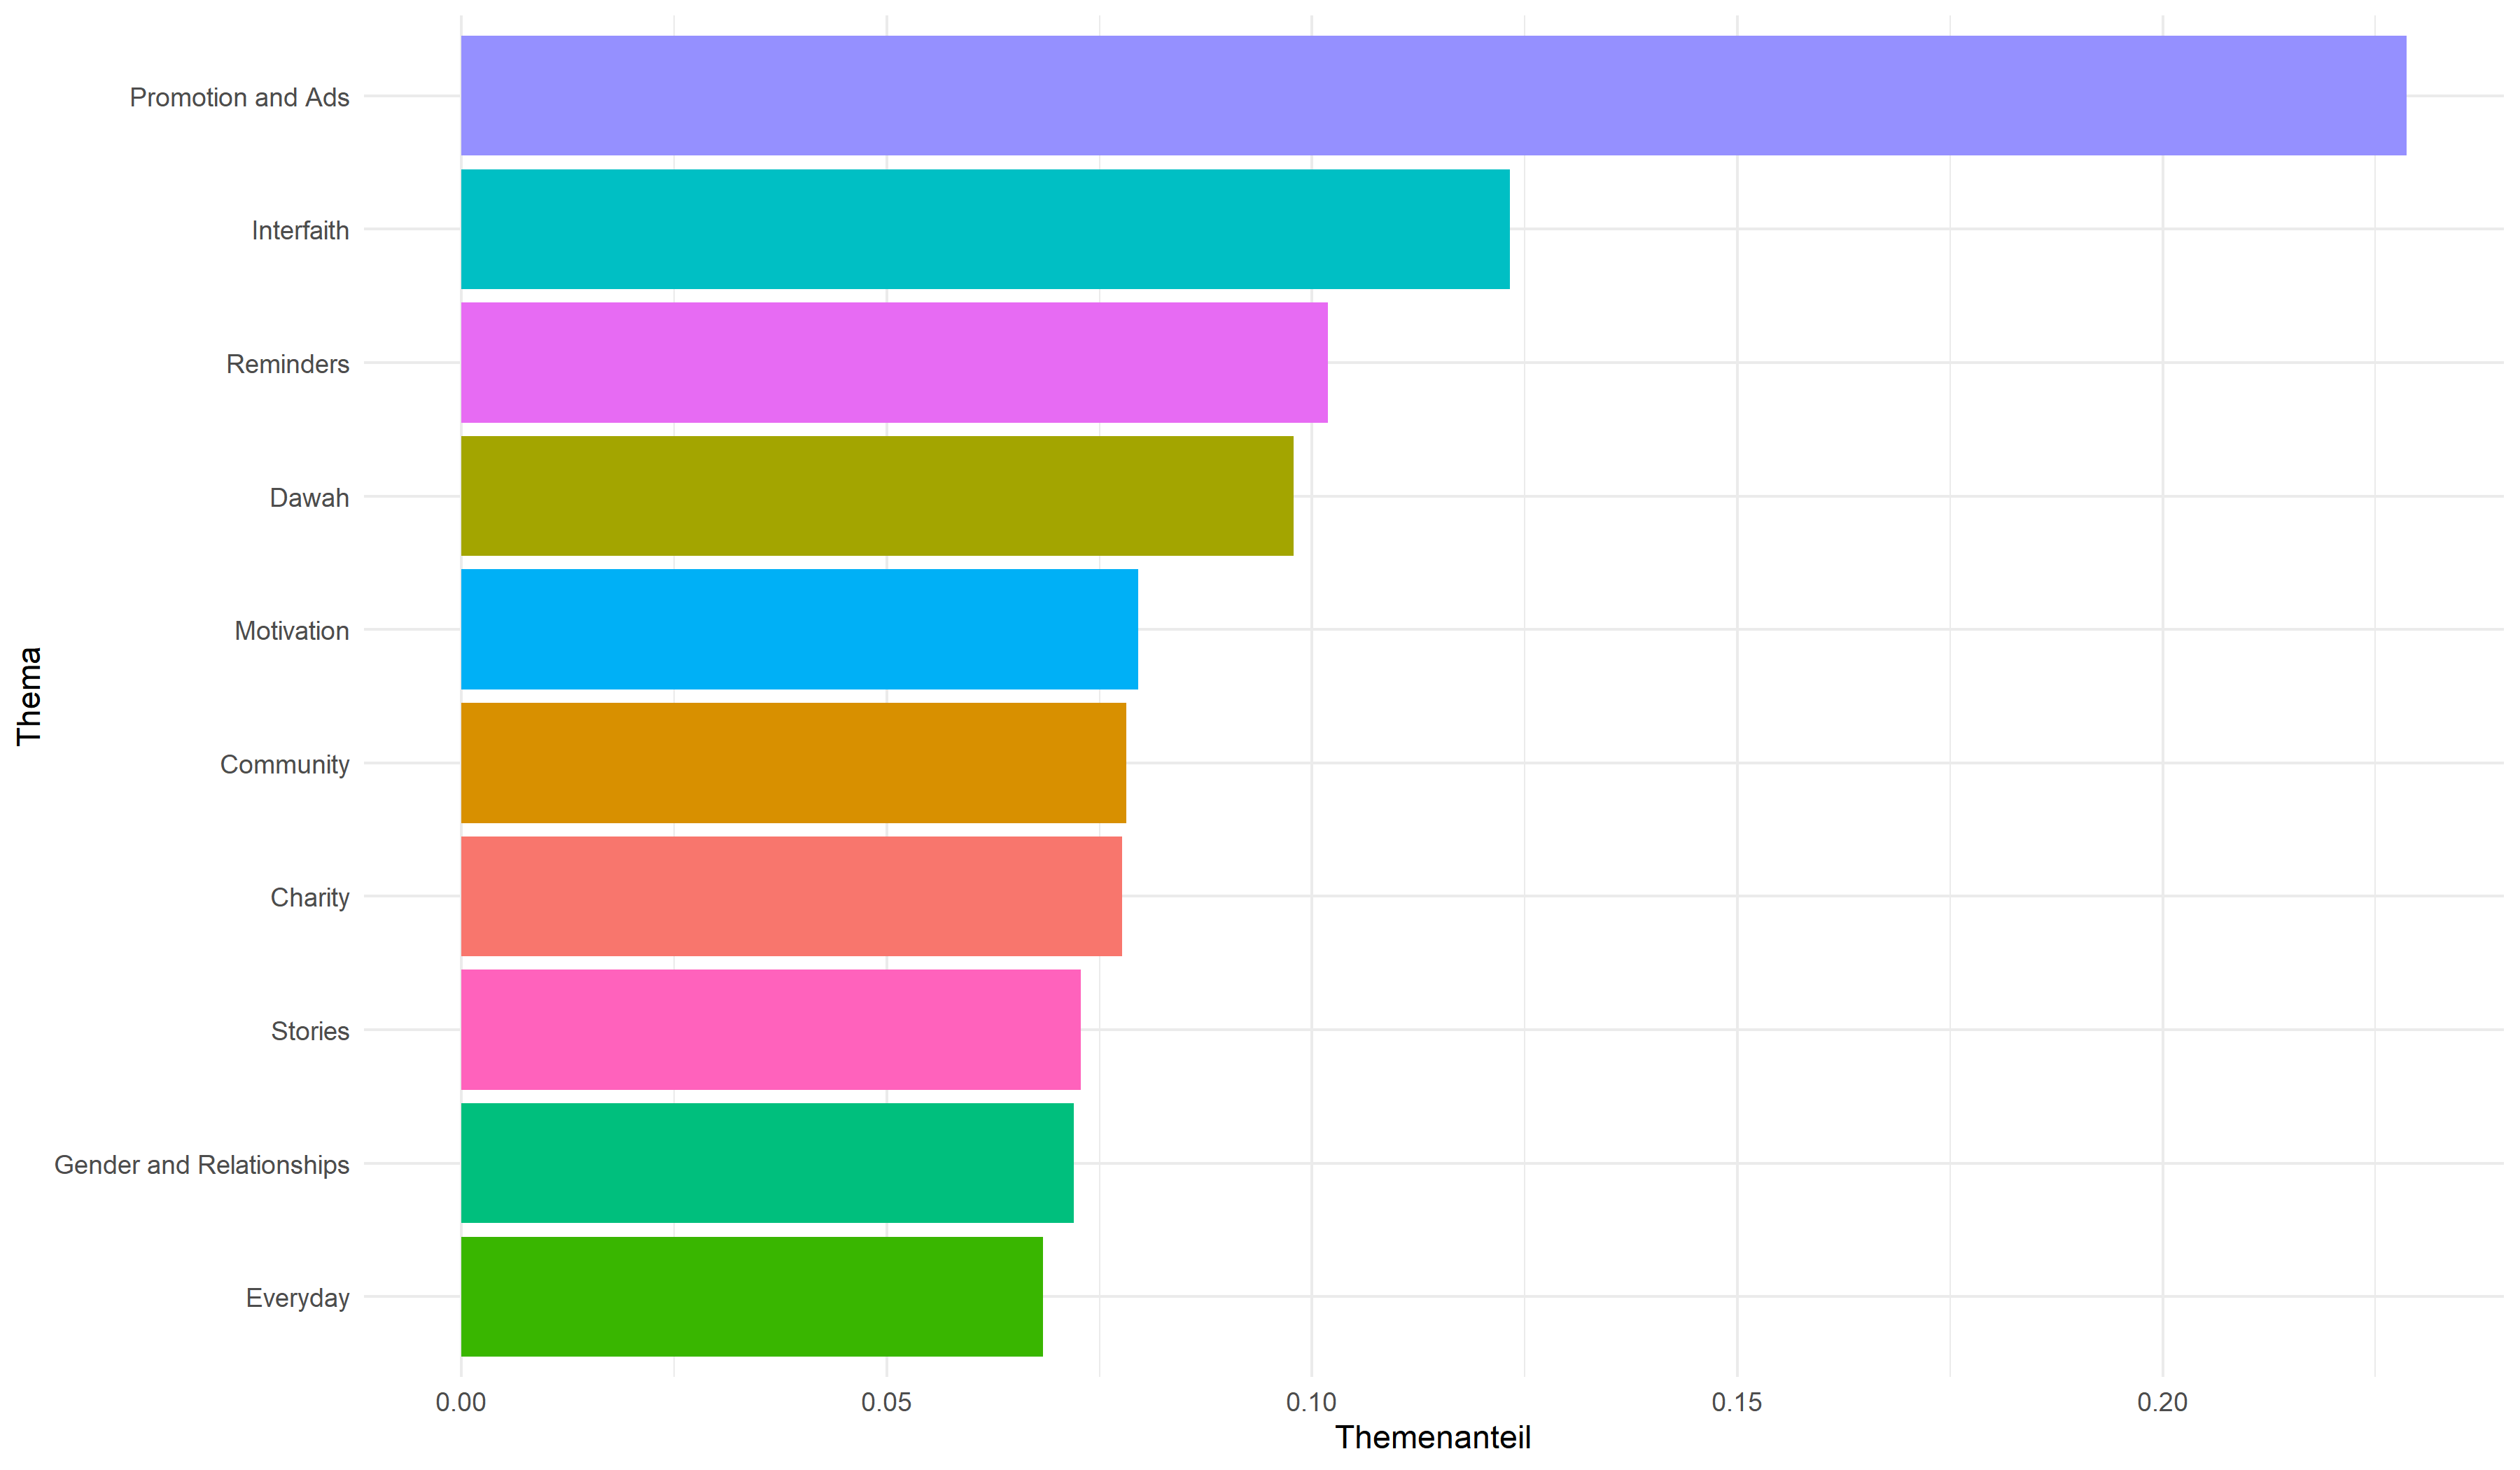 Promotion and Ads
Interfaith
Reminders
Dawah
Motivation
Community
Charity
Stories
Gender and Relationships
Everyday
Thema
0.00 0.05 0.10 0.15 0.20
Themenanteil